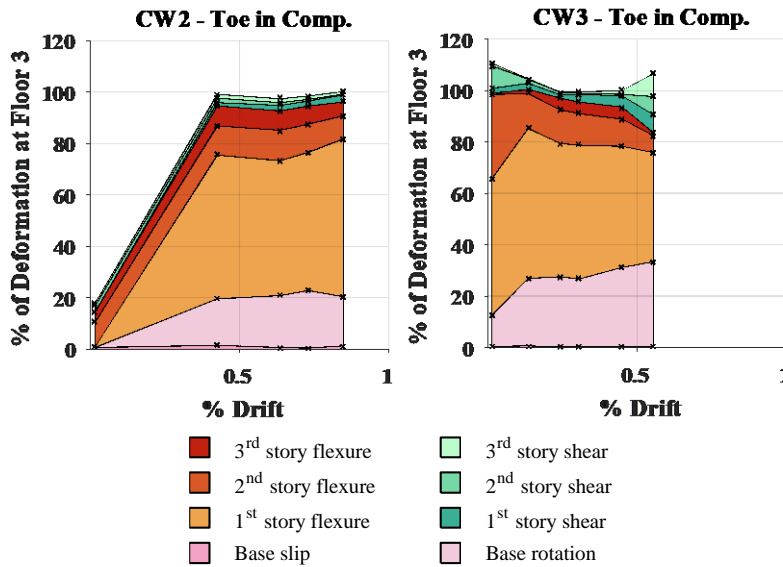 CW2 - Toe in Comp.
% of Deformation at Floor 3
120
100
80
60
40
20
0
0.5
1
% Drift
CW3 - Toe in Comp.
% of Deformation at Floor 3
120
100
80
60
40
20
0
0.5
1
% Drift
3rd story flexure
2nd story flexure
1st story flexure
Base slip
3rd story shear
2nd story shear
1st story shear
Base rotation